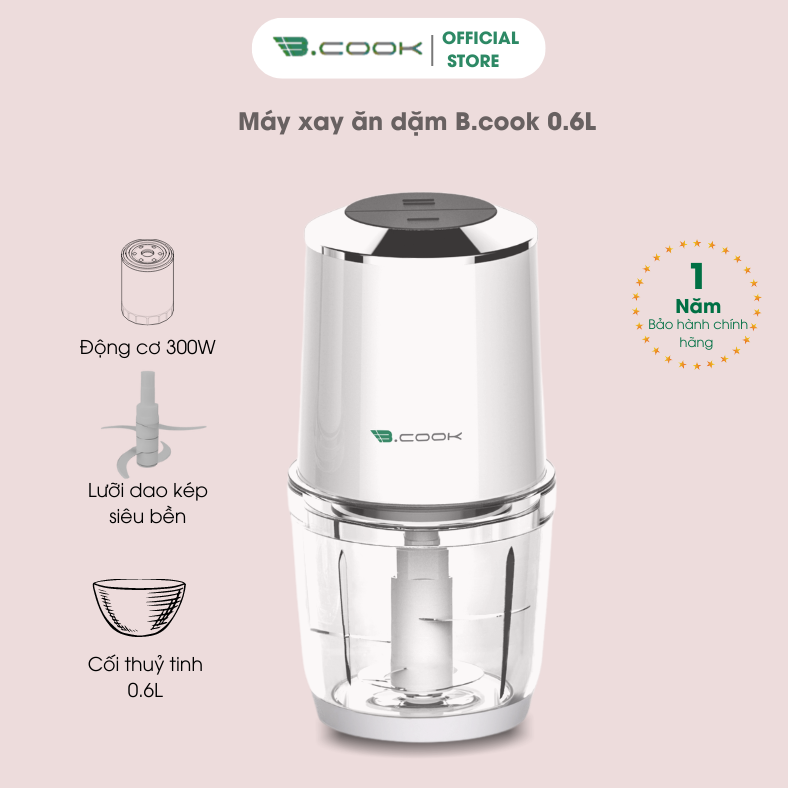 B.COOK
OFFICIAL
STORE
Máy xay ăn dặm B.cook 0.6L
1
Năm
Bảo hành chính
hãng
Động cơ 300W
Lưỡi dao kép
siêu bền
Cối thuỷ tinh
0.6L
B.COOK